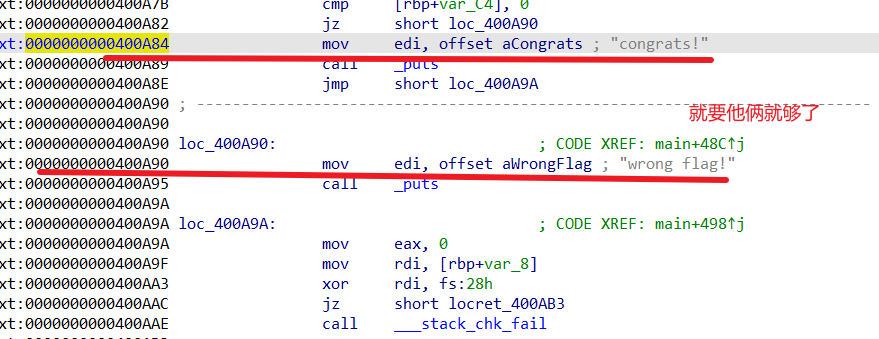 xt:0000000000400A7B cmp [rbp+var_C4], 0
xt:0000000000400A82 jz short loc_400A90
xt:0000000000400A84 mov edi, offset aCongrats ; "congrats!"
xt:0000000000400A89 call _puts
xt:0000000000400A8E jmp short loc_400A9A
xt:0000000000400A90 ; ---------------------------------------------------------------------------
xt:0000000000400A90 就要他俩就够了
xt:0000000000400A90 loc_400A90: ; CODE XREF: main+48C↑j
xt:0000000000400A90 mov edi, offset aWrongFlag ; "wrong flag!"
xt:0000000000400A95 call _puts
xt:0000000000400A9A
xt:0000000000400A9A loc_400A9A: ; CODE XREF: main+498↑j
xt:0000000000400A9A mov eax, 0
xt:0000000000400A9F mov rdi, [rbp+var_8]
xt:0000000000400AA3 xor rdi, fs:28h
xt:0000000000400AAC jz short locret_400AB3
xt:0000000000400AAE call ___stack_chk_fail